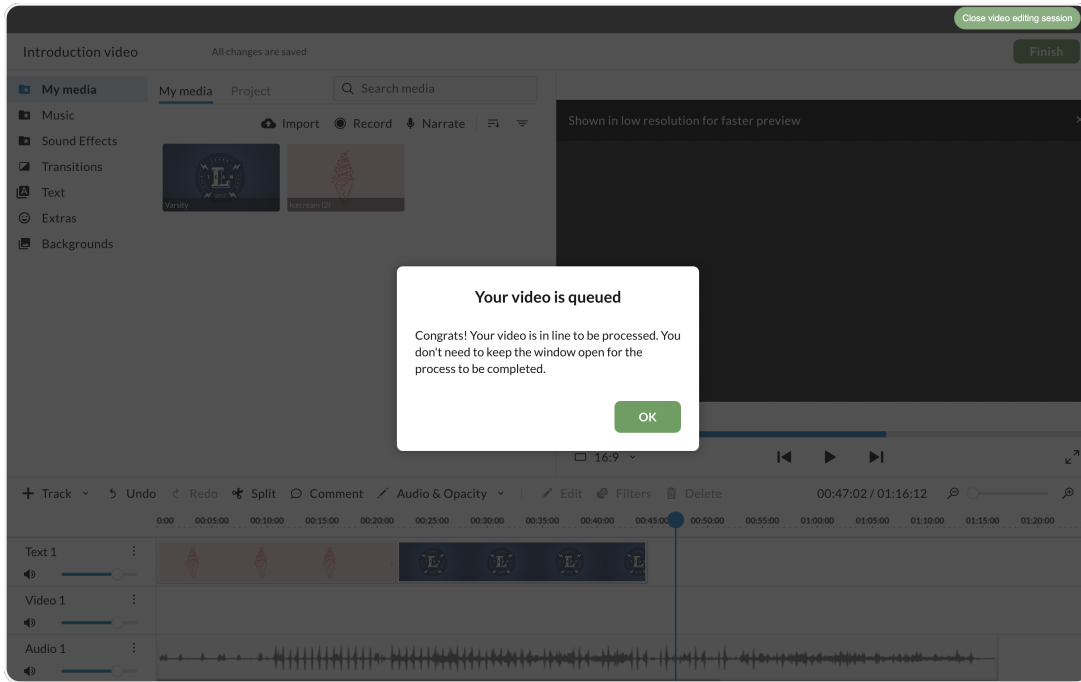 Close video editing session
Introduction video
All changes are saved
Finish
My media
Music
Sound Effects
Transitions
Text
Extras
Backgrounds
My media Project
Search media
Import Record Narrate
Varsity
Icecream (2)
Shown in low resolution for faster preview
Your video is queued
Congrats! Your video is in line to be processed. You
don't need to keep the window open for the
process to be completed.
OK
16:9
Track Undo Redo Split Comment Audio & Opacity Edit Filters Delete 00:47:02 / 01:16:12
0:00 00:05:00 00:10:00 00:15:00 00:20:00 00:25:00 00:30:00 00:35:00 00:40:00 00:45:00 00:50:00 00:55:00 01:00:00 01:05:00 01:10:00 01:15:00 01:20:00
Text 1
Video 1
Audio 1